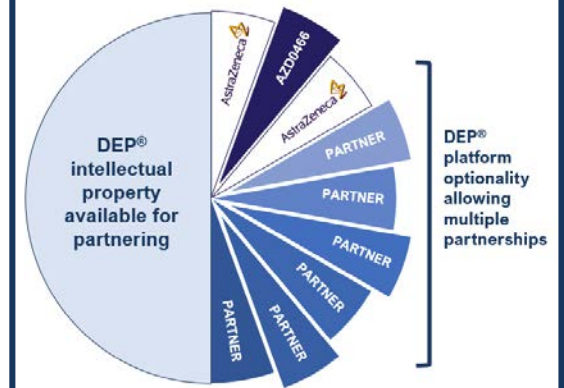 DEP®
intellectual
property
available for
partnering
AstraZeneca
AZD0466
AstraZeneca
PARTNER
PARTNER
PARTNER
PARTNER
PARTNER
PARTNER
DEP®
platform
optionality
allowing
multiple
partnerships